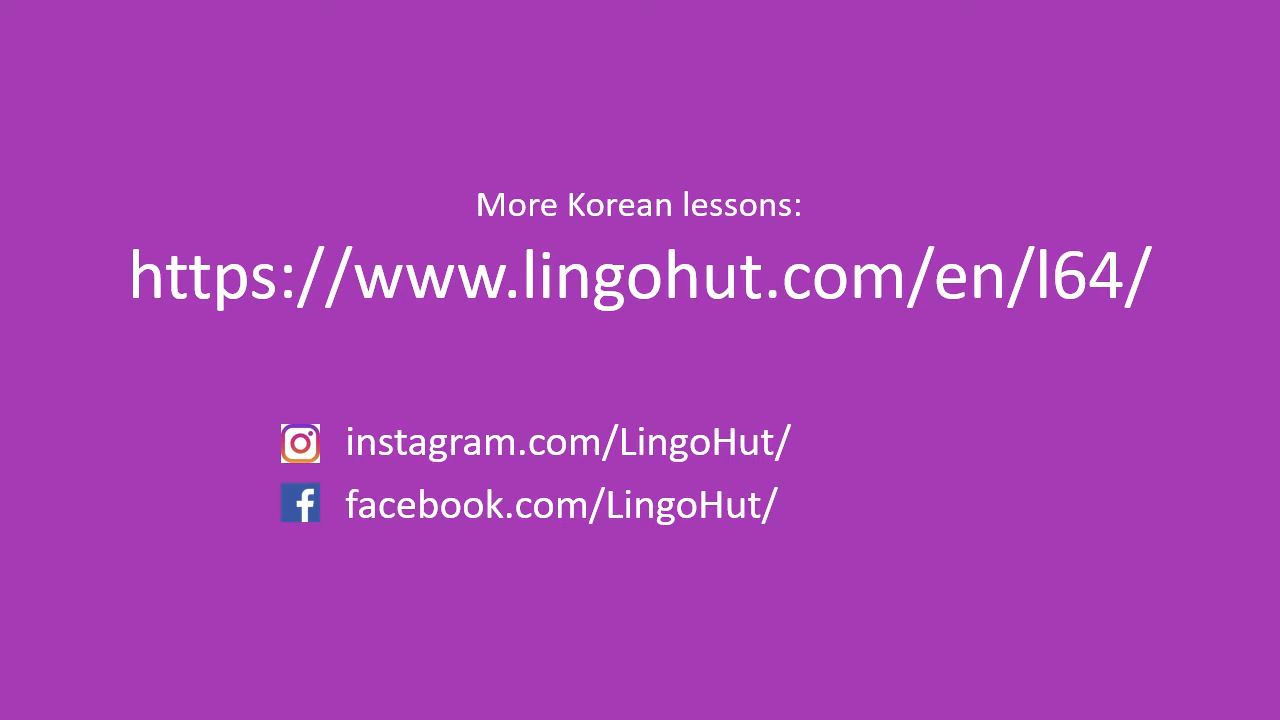 More Korean lessons:
https://www.lingohut.com/en/l64/
instagram.com/LingoHut/
facebook.com/LingoHut/